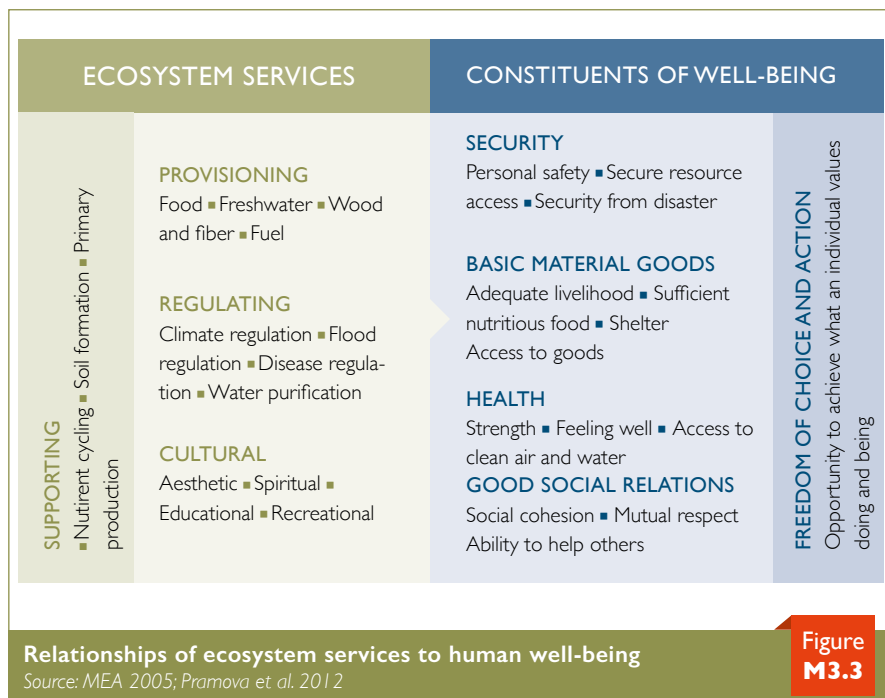 ECOSYSTEM SERVICES
SUPPORTING
■ Nutirent cycling ■ Soil formation ■ Primary
production
PROVISIONING
Food ■ Freshwater ■ Wood
and fiber ■ Fuel
REGULATING
Climate regulation ■ Flood
regulation ■ Disease regula-
tion ■ Water purification
CULTURAL
Aesthetic ■ Spiritual ■
Educational ■ Recreational
CONSTITUENTS OF WELL-BEING
SECURITY
Personal safety ■ Secure resource
access ■ Security from disaster
BASIC MATERIAL GOODS
Adequate livelihood ■ Sufficient
nutritious food ■ Shelter
Access to goods
HEALTH
Strength ■ Feeling well ■ Access to
clean air and water
GOOD SOCIAL RELATIONS
Social cohesion ■ Mutual respect
Ability to help others
FREEDOM OF CHOICE AND ACTION
Opportunity to achieve what an individual values
doing and being
Relationships of ecosystem services to human well-being
Source: MEA 2005; Pramova et al. 2012
Figure
M3.3